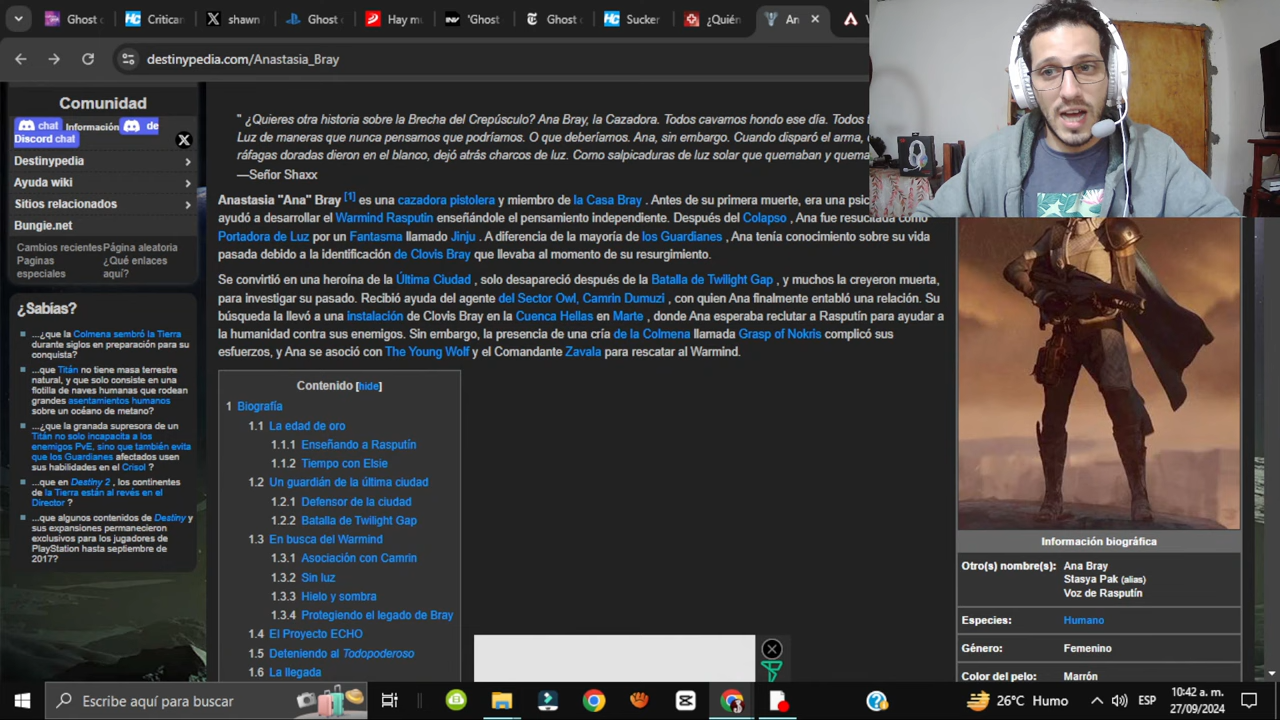 Ghost
Critican
shawn
Ghost
Hay mu
'Ghost
Ghost
Sucker
¿Quién
An
destinypedia.com/Anastasia_Bray
Comunidad
chat Información de
Discord chat
Destinypedia
Ayuda wiki
Sitios relacionados
Bungie.net
Cambios recientes Página aleatoria
Paginas especiales ¿Qué enlaces aquí?
¿Sabias?
...¿que la Colmena sembró la Tierra
durante siglos en preparación para su
conquista?
...que Titán no tiene masa terrestre
natural, y que solo consiste en una
flotilla de naves humanas que rodean
grandes asentamientos humanos
sobre un océano de metano?
...¿que la granada supresora de un
Titán no solo incapacita a los
enemigos PvE, sino que también evita
que los Guardianes afectados usen
sus habilidades en el Crisol ?
...que en Destiny 2 , los continentes
de la Tierra están al revés en el
Director ?
...que algunos contenidos de Destiny y
sus expansiones permanecieron
exclusivos para los jugadores de
PlayStation hasta septiembre de
2017?
" ¿Quieres otra historia sobre la Brecha del Crepúsculo? Ana Bray, la Cazadora. Todos cavamos hondo ese día. Todos
Luz de maneras que nunca pensamos que podríamos. O que deberíamos. Ana, sin embargo. Cuando disparó el arma,
ráfagas doradas dieron en el blanco, dejó atrás charcos de luz. Como salpicaduras de luz solar que quemaban y
—Señor Shaxx
Anastasia "Ana" Bray [1] es una cazadora pistolera y miembro de la Casa Bray . Antes de su primera muerte, era una
ayudó a desarrollar el Warmind Rasputín enseñándole el pensamiento independiente. Después del Colapso , Ana fue resucitada como
Portadora de Luz por un Fantasma llamado Jinju . A diferencia de la mayoría de los Guardianes , Ana tenía conocimiento sobre su vida
pasada debido a la identificación de Clovis Bray que llevaba al momento de su resurgimiento.
Se convirtió en una heroína de la Última Ciudad , solo desapareció después de la Batalla de Twilight Gap , y muchos la creyeron muerta,
para investigar su pasado. Recibió ayuda del agente del Sector Owl, Camrin Dumuzi , con quien Ana finalmente entabló una relación. Su
búsqueda la llevó a una instalación de Clovis Bray en la Cuenca Hellas en Marte , donde Ana esperaba reclutar a Rasputín para ayudar a
la humanidad contra sus enemigos. Sin embargo, la presencia de una cría de la Colmena llamada Grasp of Nokris complicó sus
esfuerzos, y Ana se asoció con The Young Wolf y el Comandante Zavala para rescatar al Warmind.
Contenido [hide]
1 Biografía
1.1 La edad de oro
1.1.1 Enseñando a Rasputín
1.1.2 Tiempo con Elsie
1.2 Un guardián de la última ciudad
1.2.1 Defensor de la ciudad
1.2.2 Batalla de Twilight Gap
1.3 En busca del Warmind
1.3.1 Asociación con Camrin
1.3.2 Sin luz
1.3.3 Hielo y sombra
1.3.4 Protegiendo el legado de Bray
1.4 El Proyecto ECHO
1.5 Deteniendo al Todopoderoso
1.6 La llegada
Información biográfica
Otro(s) nombre(s): Ana Bray
Stasya Pak (alias)
Voz de Rasputín
Especies: Humano
Género: Femenino
Color del pelo: Marrón
Escribe aquí para buscar
26°C Humo
ESP
10:42 a. m.
27/09/2024